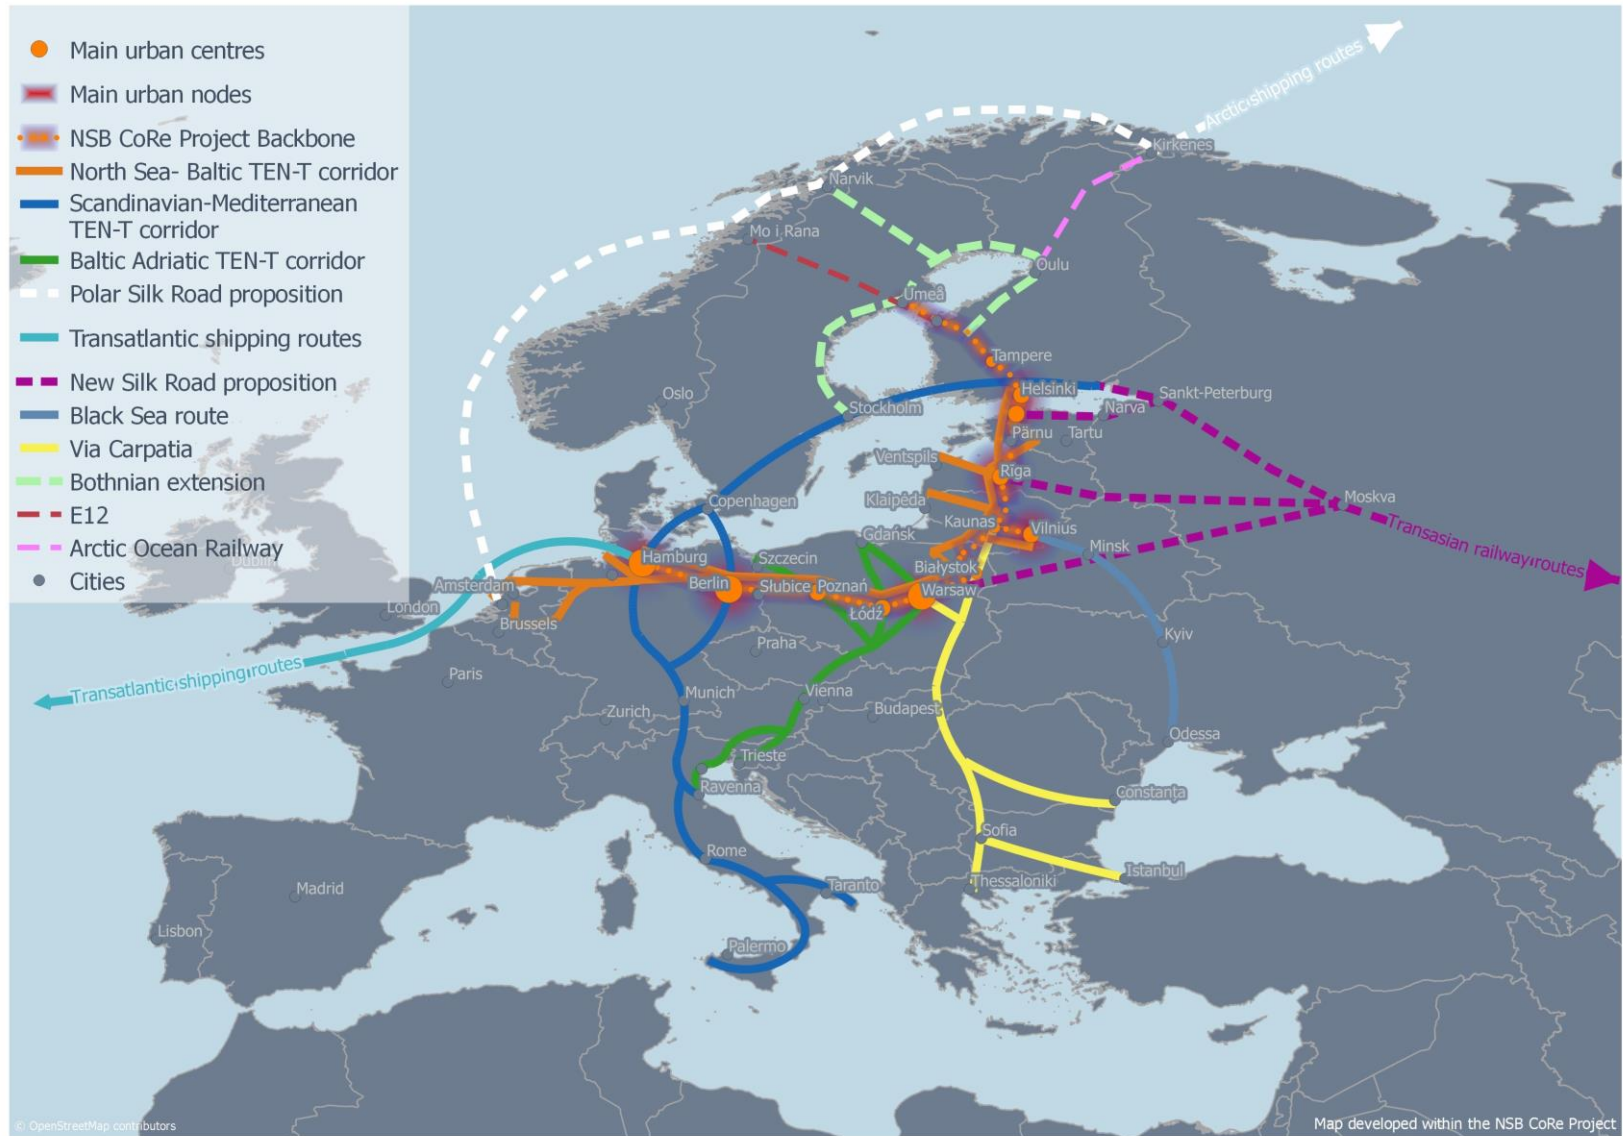 Main urban centres
Main urban nodes
NSB CoRe Project Backbone
North Sea- Baltic TEN-T corridor
Scandinavian-Mediterranean
TEN-T corridor
Baltic Adriatic TEN-T corridor
Polar Silk Road proposition
Transatlantic shipping routes
New Silk Road proposition
Black Sea route
Via Carpatia
Bothnian extension
E12
Arctic Ocean Railway
Cities
Arctic shipping routes
Kirkenes
Narvik
Mo i Rana
Oulu
Umeå
Tampere
Helsinki
Sankt-Peterburg
Oslo
Stockholm
Narva
Pärnu
Tartu
Ventspils
Rīga
Klaipėda
Moskva
Copenhagen
Kaunas
Vilnius
Transasian railway routes
Gdańsk
Minsk
Hamburg
Szczecin
Białystok
Dublin
Amsterdam
Berlin
Słubice
Poznań
Warsaw
London
Łódź
Brussels
Kyiv
Praha
Transatlantic shipping routes
Paris
Munich
Vienna
Zurich
Budapest
Odessa
Trieste
Ravenna
Constanța
Sofia
Rome
Istanbul
Thessaloniki
Taranto
Madrid
Lisbon
Palermo
© OpenStreetMap contributors
Map developed within the NSB CoRe Project